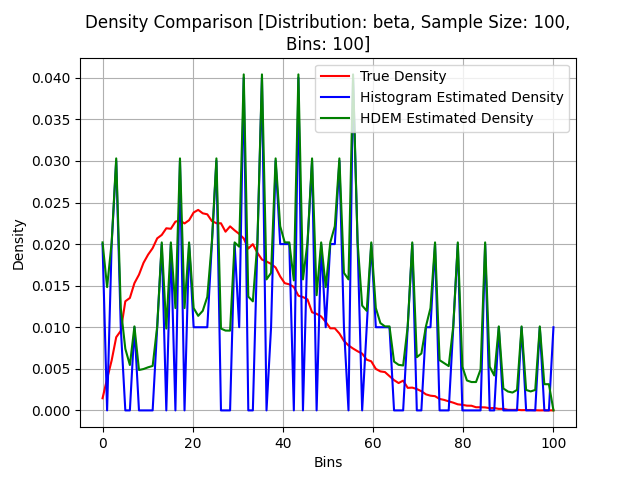 Density Comparison [Distribution: beta, Sample Size: 100,
Bins: 100]
True Density
Histogram Estimated Density
HDEM Estimated Density
Density
0.040
0.035
0.030
0.025
0.020
0.015
0.010
0.005
0.000
0 20 40 60 80 100
Bins